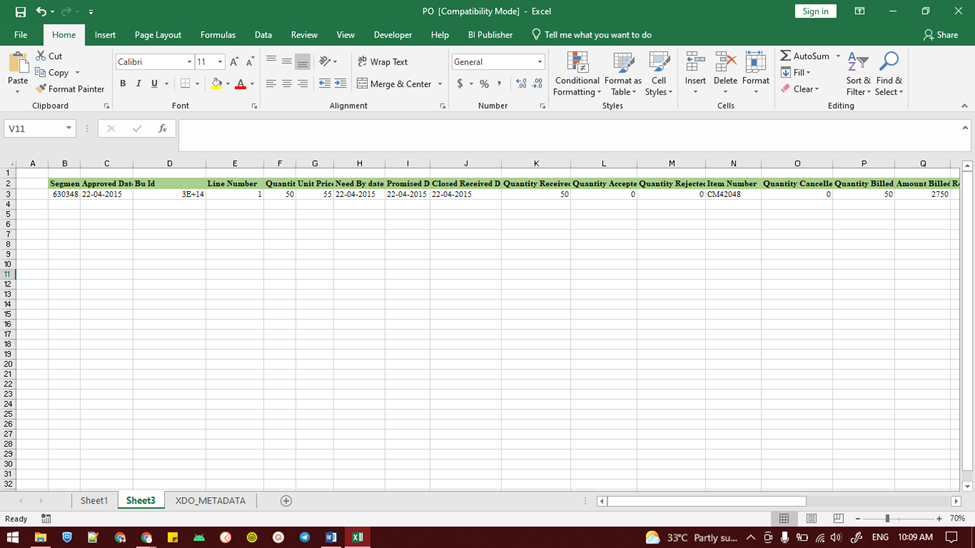 PO [Compatibility Mode] - Excel
Sign in
File Home Insert Page Layout Formulas Data Review View Developer Help BI Publisher Tell me what you want to do Share
Paste
Cut
Copy
Format Painter
Clipboard
Calibri 11
B I U
Font
Wrap Text
Merge & Center
Alignment
General
$ % ,
Number
Conditional Formatting
Format as Table
Cell Styles
Styles
Insert Delete Format
Cells
AutoSum
Fill
Clear
Sort & Filter
Find & Select
Editing
V11
fx
A B C D E F G H I J K L M N O P Q
1
2 Segmen Approved Date Bu Id Line Number Quantit Unit Price Need By date Promised D Closed Received D Quantity Received Quantity Accepte Quantity Rejected Item Number Quantity Cancelle Quantity Billed Amount Billed Re
3 630348 22-04-2015 3E+14 1 50 55 22-04-2015 22-04-2015 22-04-2015 50 0 0 CM42048 0 50 2750
4
5
6
7
8
9
10
11
12
13
14
15
16
17
18
19
20
21
22
23
24
25
26
27
28
29
30
31
32
Sheet1 Sheet3 XDO_METADATA
Ready
70%
33°C Partly su... ENG 10:09 AM